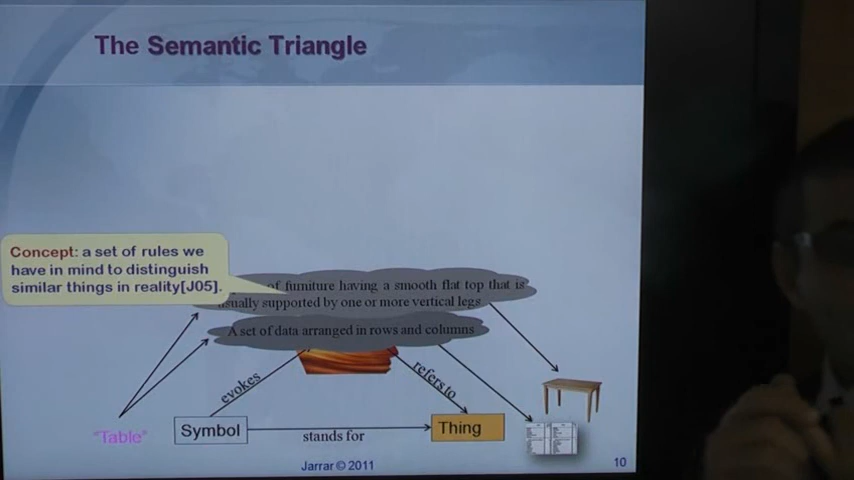 The Semantic Triangle
Concept: a set of rules we
have in mind to distinguish
similar things in reality[J05].
of furniture having a smooth flat top that is
usually supported by one or more vertical legs
A set of data arranged in rows and columns
evokes
refers to
"Table"
Symbol
stands for
Thing
Jarrar © 2011
10